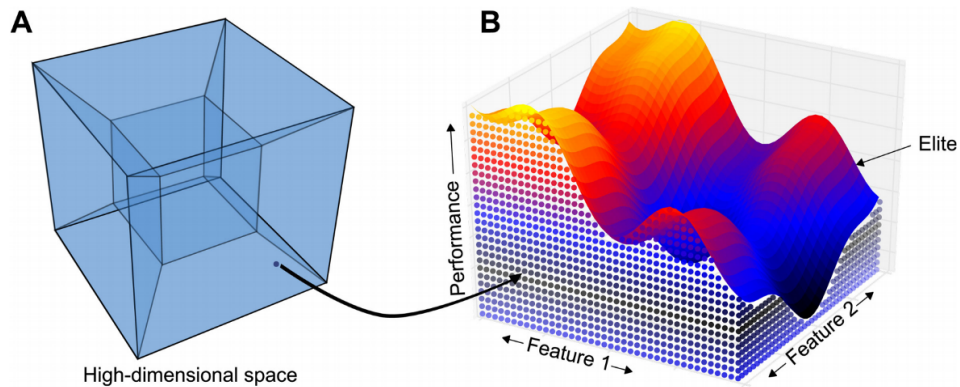 A
B
Elite
Performance
Feature 1
Feature 2
High-dimensional space